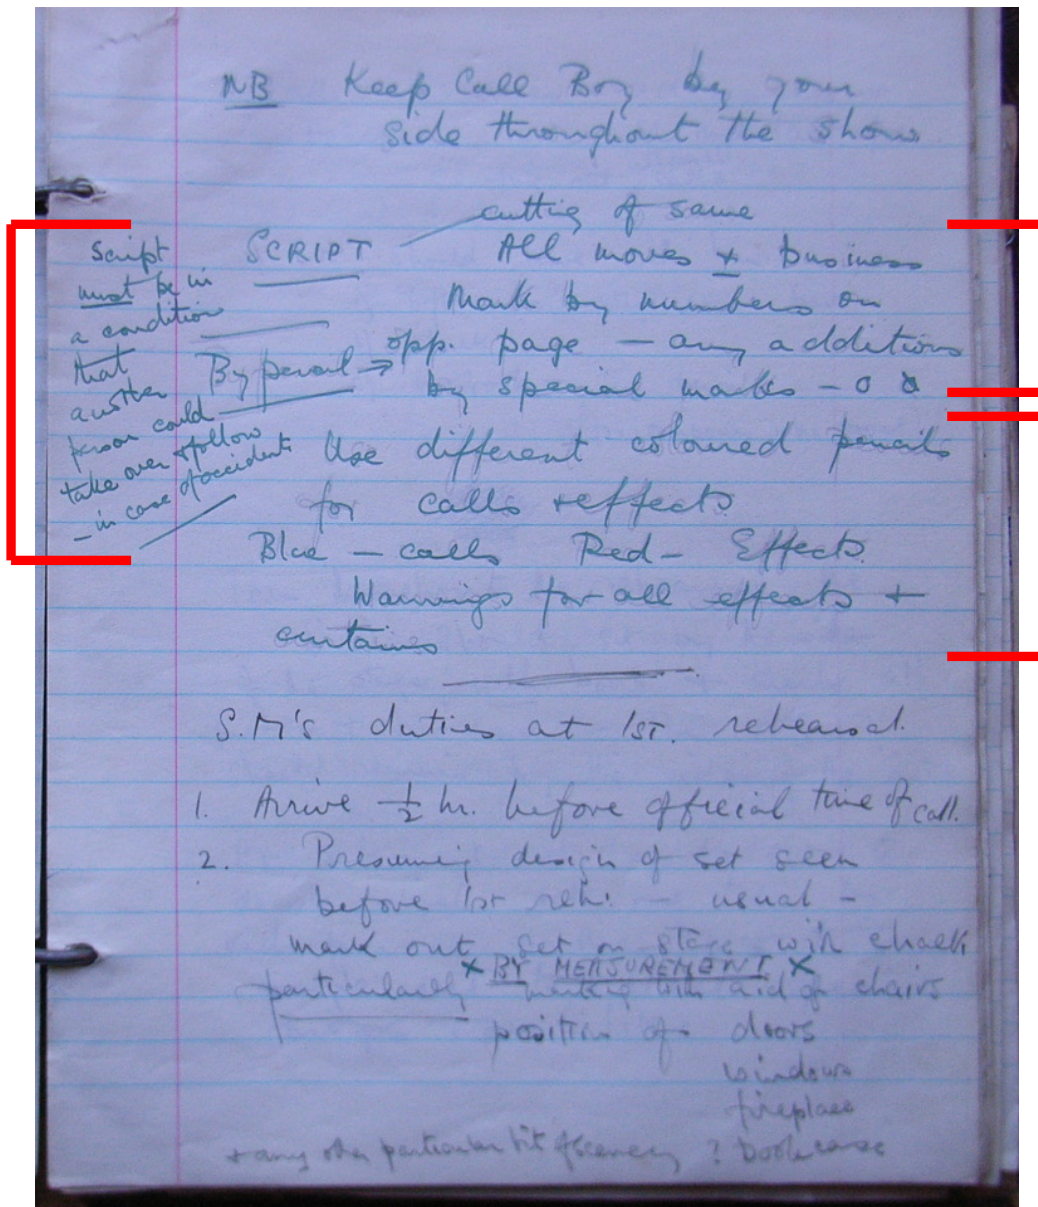 NB Keep Call Boy by your
side throughout the show
cutting of same
SCRIPT All moves + business
Mark by numbers on
By pencil → opp. page – any additions
by special marks – o
Script
must be in
a condition
that
another
person could
take over + follow
– in case of accidents
Use different coloured pencils
for calls + effects.
Blue – calls Red – Effects.
Warnings for all effects +
curtains
S.M's duties at 1ST. rehearsal.
1. Arrive ½ hr. before official time of call.
2. Presuming design of set seen
before 1st reh: – usual –
mark out set on stage with chalk
x BY MEASUREMENT x
particularly marking with aid of chairs
position of doors
windows
fireplace
+ any other particular bit of scenery ? bookcases